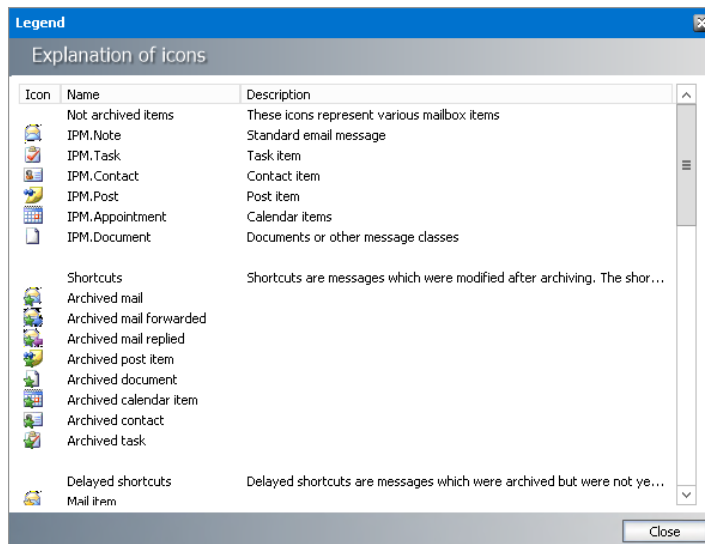 Legend
Explanation of icons
Icon Name Description
Not archived items These icons represent various mailbox items
IPM.Note Standard email message
IPM.Task Task item
IPM.Contact Contact item
IPM.Post Post item
IPM.Appointment Calendar items
IPM.Document Documents or other message classes
Shortcuts Shortcuts are messages which were modified after archiving. The shor...
Archived mail
Archived mail forwarded
Archived mail replied
Archived post item
Archived document
Archived calendar item
Archived contact
Archived task
Delayed shortcuts Delayed shortcuts are messages which were archived but were not ye...
Mail item
Close